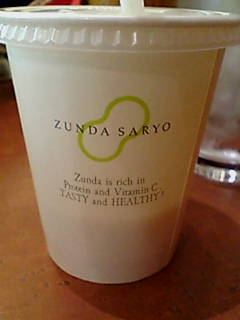 ZUNDA SARYO
Zunda is rich in
Protein and Vitamin C,
TASTY and HEALTHY!